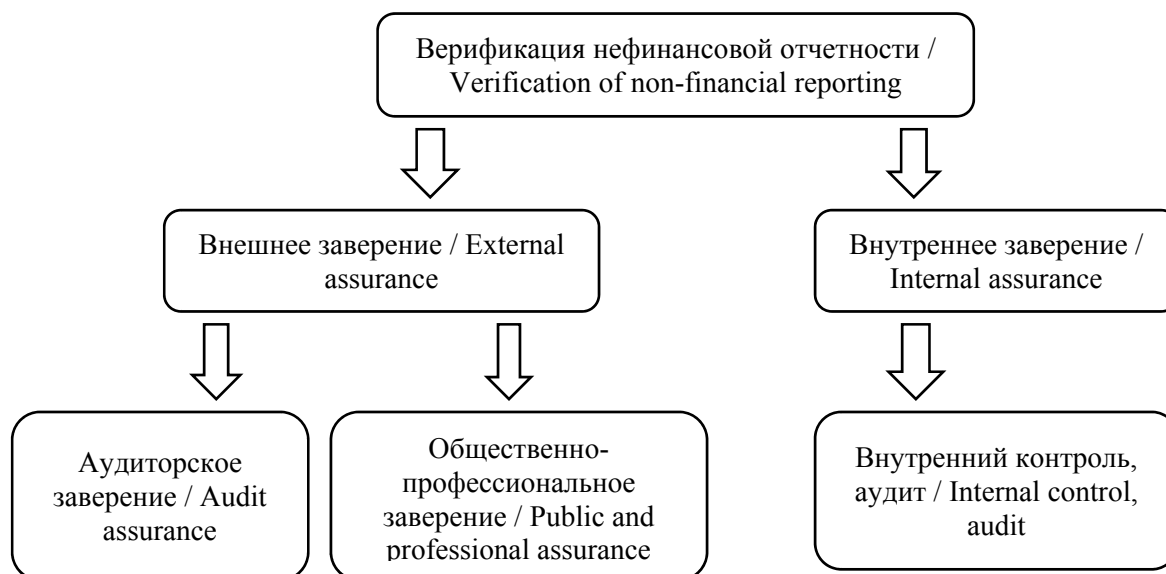 Верификация нефинансовой отчетности /
Verification of non-financial reporting
Внешнее заверение / External
assurance
Внутреннее заверение /
Internal assurance
Аудиторское
заверение / Audit
assurance
Общественно-
профессиональное
заверение / Public and
professional assurance
Внутренний контроль,
аудит / Internal control,
audit